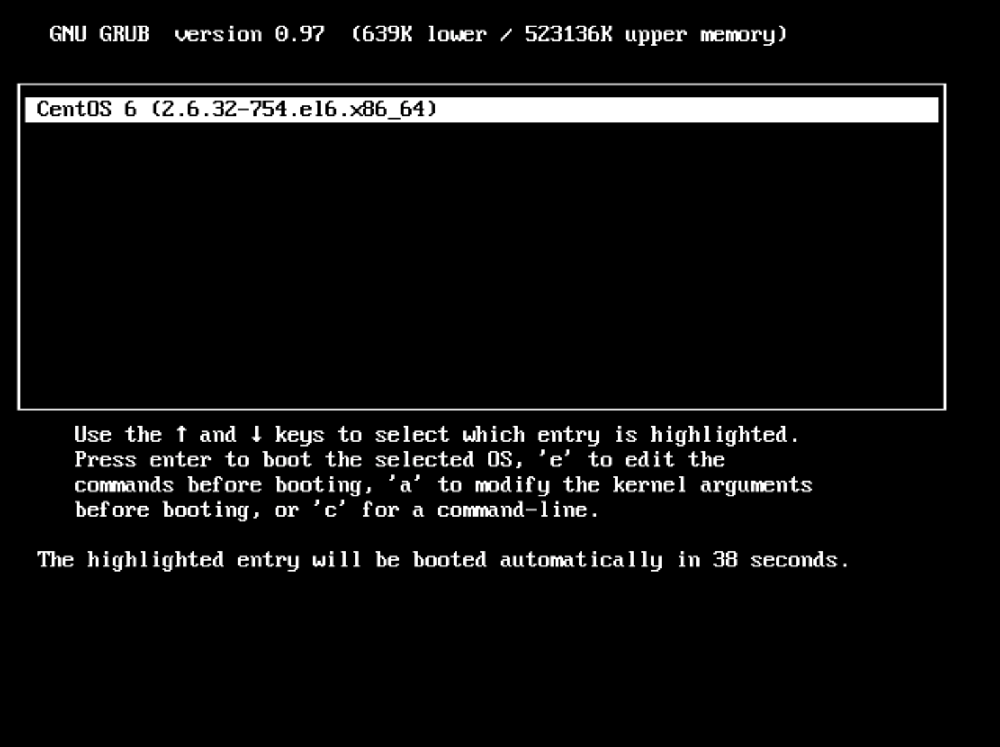 GNU GRUB  version 0.97  (639K lower / 523136K upper memory)
CentOS 6 (2.6.32-754.el6.x86_64)
Use the ↑ and ↓ keys to select which entry is highlighted.
Press enter to boot the selected OS, 'e' to edit the
commands before booting, 'a' to modify the kernel arguments
before booting, or 'c' for a command-line.
The highlighted entry will be booted automatically in 38 seconds.